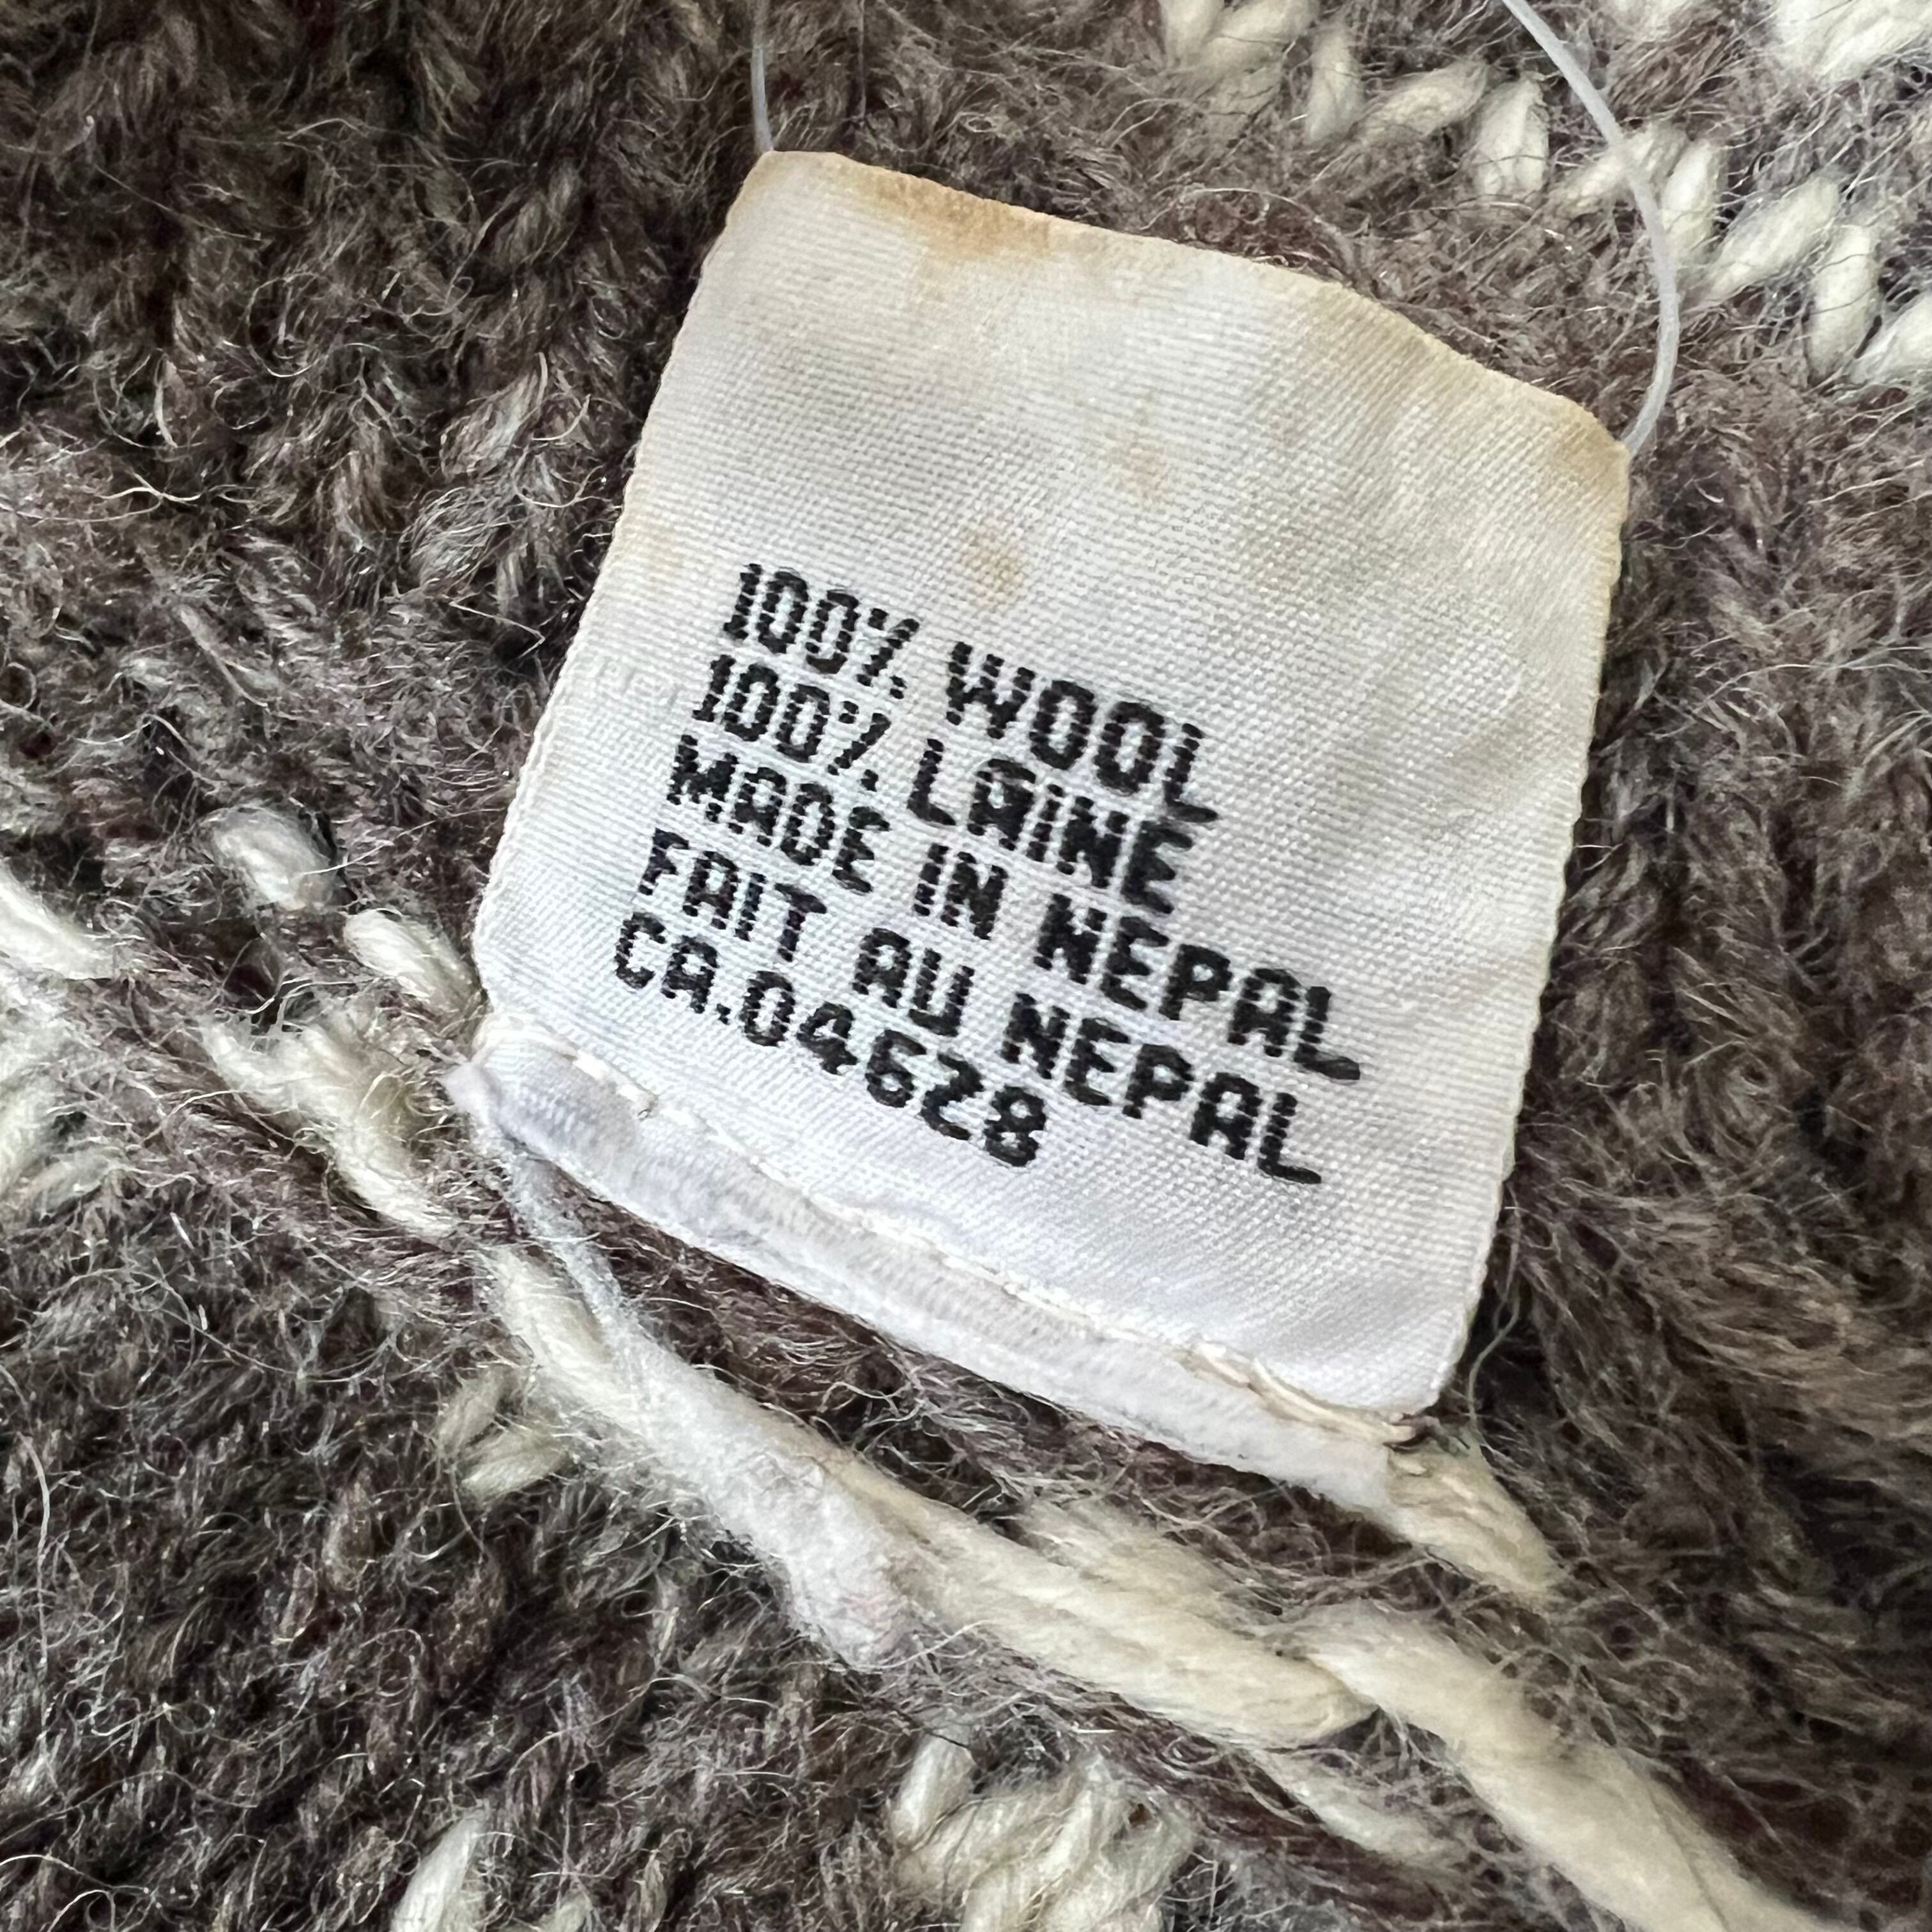 100% WOOL
100% LAINE
MADE IN NEPAL
FAIT AU NEPAL
CA.04628